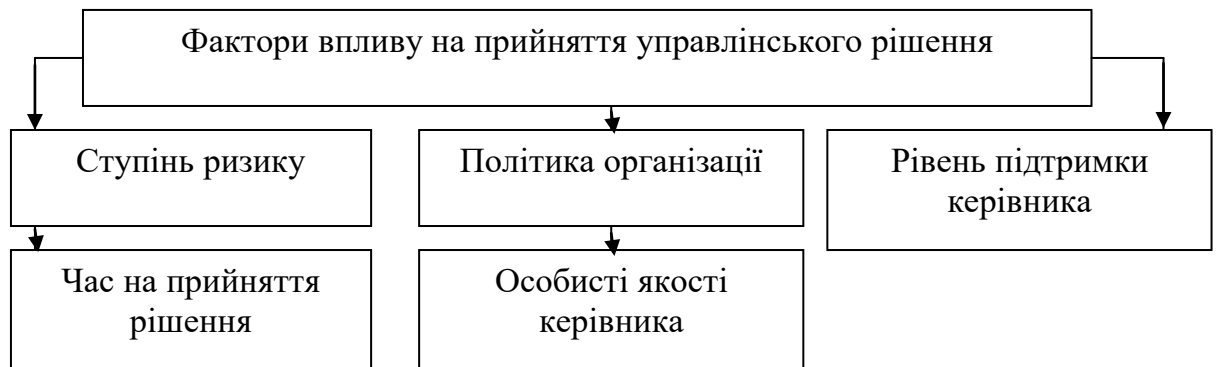 Фактори впливу на прийняття управлінського рішення
Ступінь ризику
Політика організації
Рівень підтримки
керівника
Час на прийняття
рішення
Особисті якості
керівника